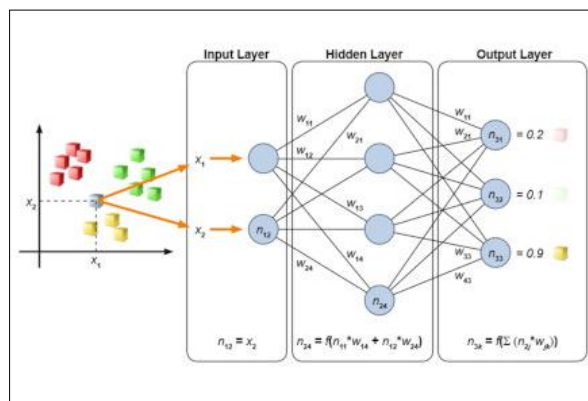 Input Layer
Hidden Layer
Output Layer
w₁₁
w₁₁
w₂₁
w₂₁
n₃₁ = 0.2
w₁₂
x₁
x₂
n₃₂ = 0.1
w₁₃
x₂
n₁₂
w₁₄
w₃₃
n₃₃ = 0.9
w₂₄
w₄₃
x₁
n₂₄
n₁₂ = x₂
n₂₄ = f(n₁₁*w₁₄ + n₁₂*w₂₄)
n₃ₖ = f(Σ (n₂ⱼ*wⱼₖ))